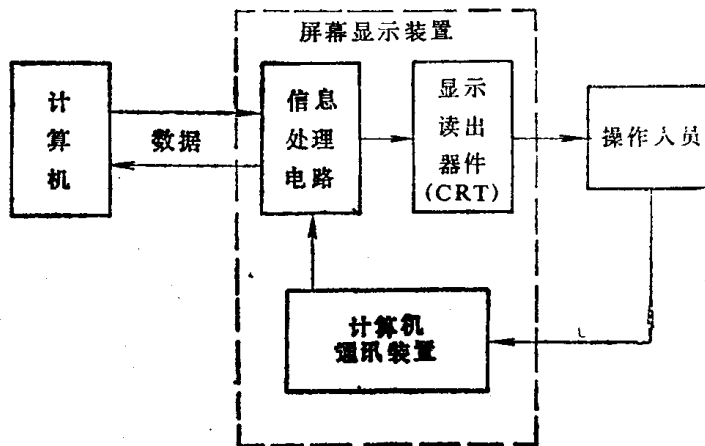 屏幕显示装置
计
算
机
数据
信息
处理
电路
显示
读出
器件
(CRT)
操作人员
计算机
通讯装置